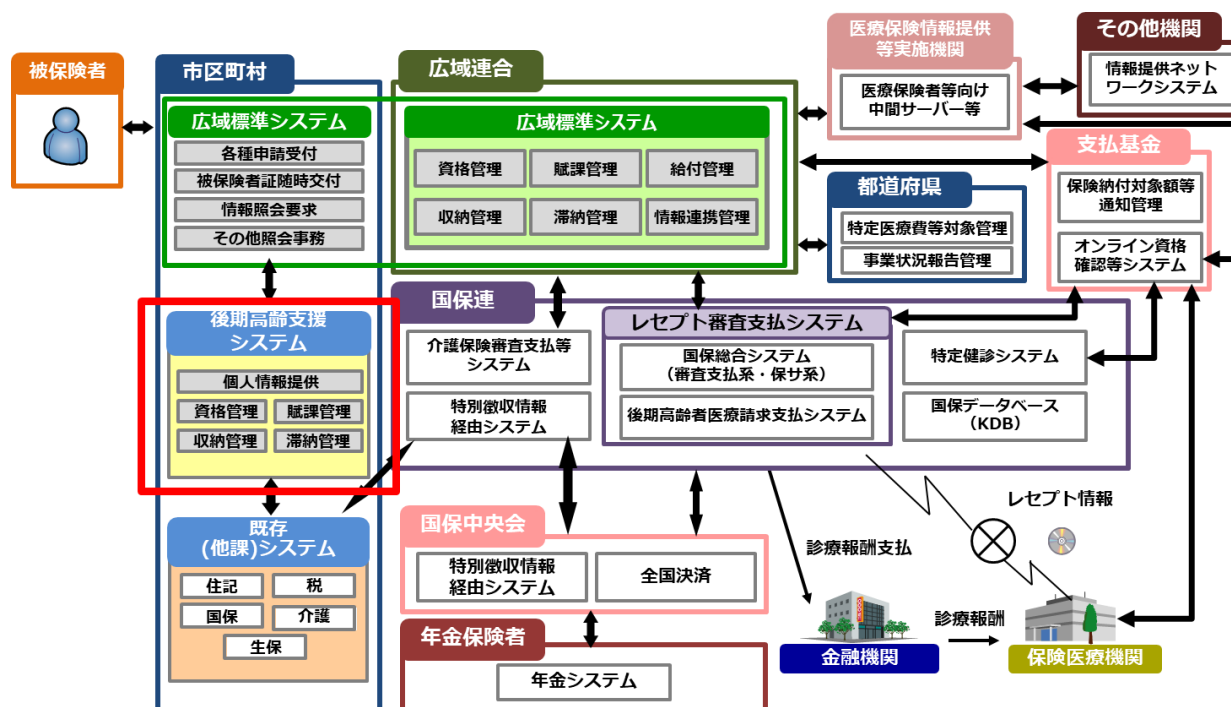 被保険者
市区町村
広域標準システム
各種申請受付
被保険者証随時交付
情報照会要求
その他照会事務
後期高齢支援
システム
個人情報提供
資格管理
賦課管理
収納管理
滞納管理
既存
(他課)システム
住記
税
国保
介護
生保
広域連合
広域標準システム
資格管理
賦課管理
給付管理
収納管理
滞納管理
情報連携管理
医療保険情報提供
等実施機関
医療保険者等向け
中間サーバー等
その他機関
情報提供ネット
ワークシステム
支払基金
保険納付対象額等
通知管理
オンライン資格
確認等システム
都道府県
特定医療費等対象管理
事業状況報告管理
国保連
介護保険審査支払等
システム
特別徴収情報
経由システム
レセプト審査支払システム
国保総合システム
（審査支払系・保サ系）
後期高齢者医療請求支払システム
特定健診システム
国保データベース
（KDB）
国保中央会
特別徴収情報
経由システム
全国決済
年金保険者
年金システム
診療報酬支払
レセプト情報
金融機関
診療報酬
保険医療機関